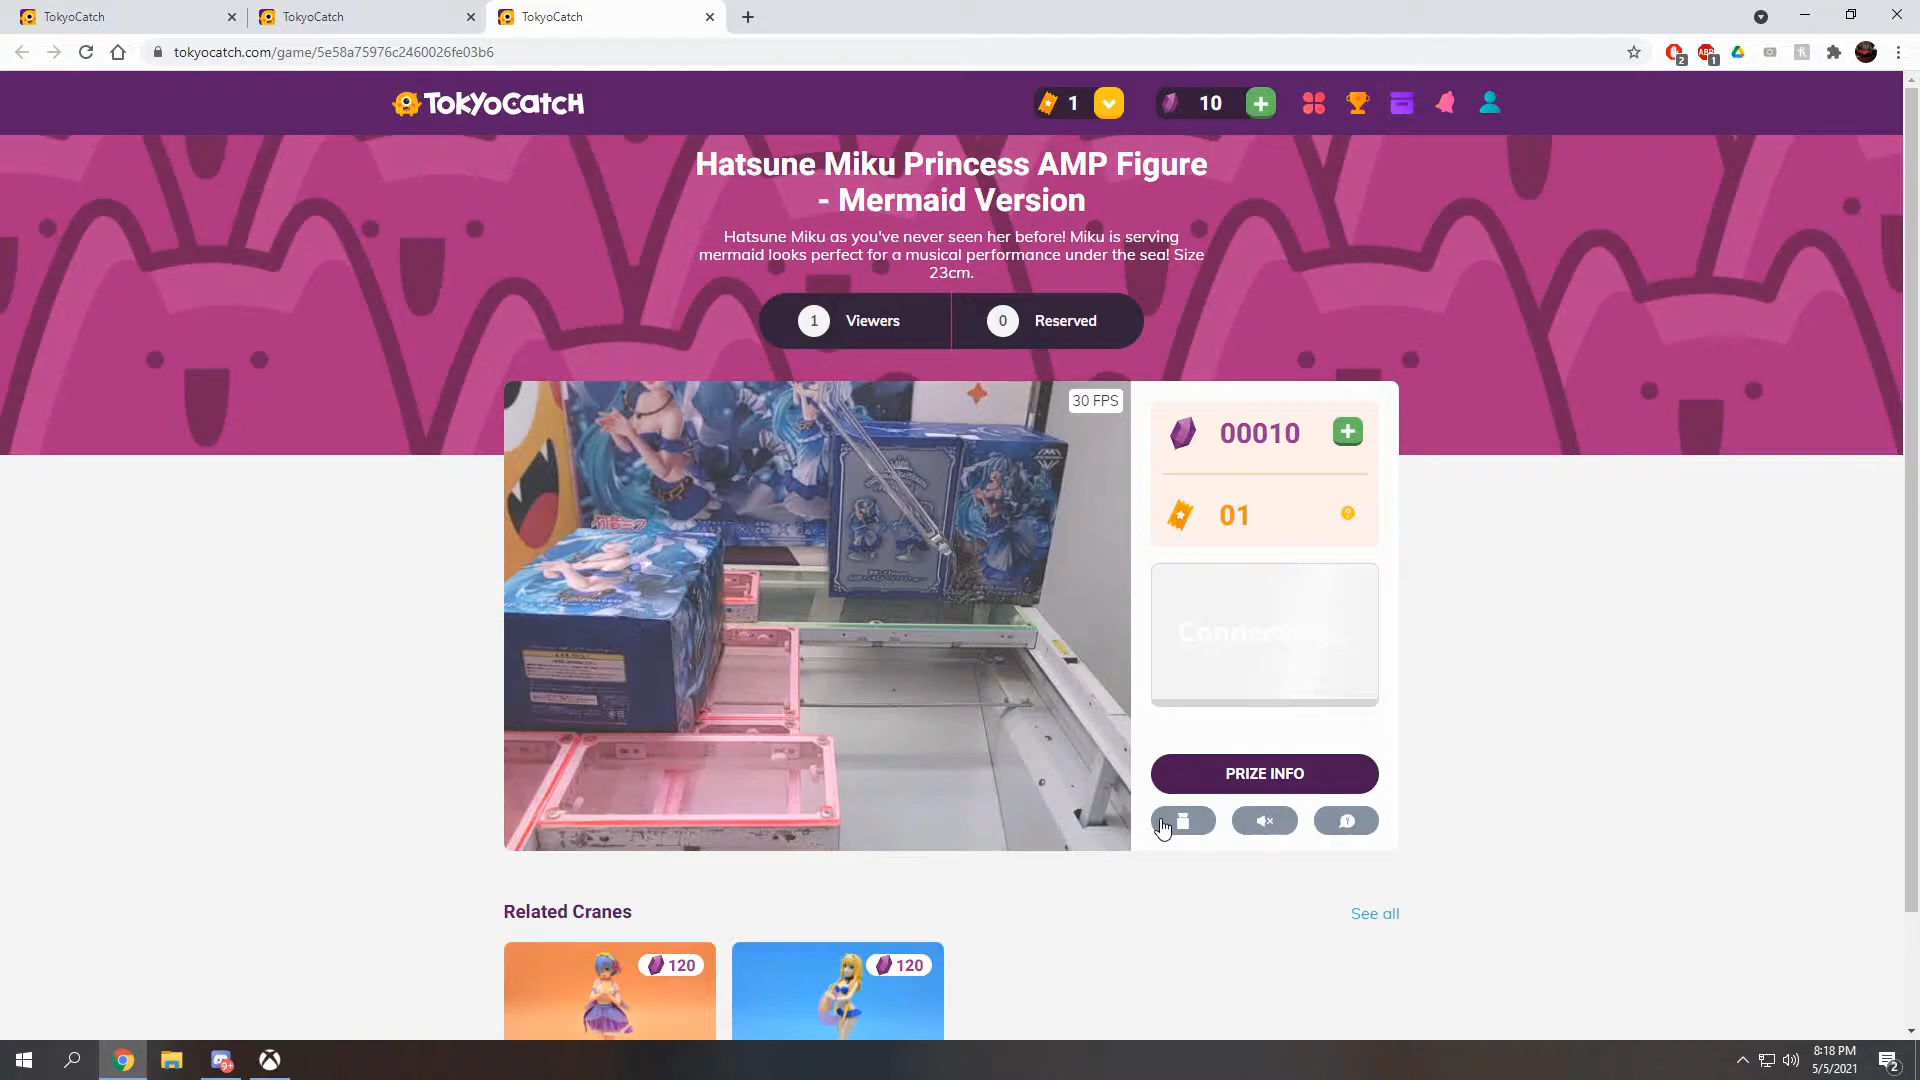 TokyoCatch
TokyoCatch
TokyoCatch
tokyocatch.com/game/5e58a75976c2460026fe03b6
2
1
TOKYOCATCH
1
10
Hatsune Miku Princess AMP Figure
- Mermaid Version
Hatsune Miku as you've never seen her before! Miku is serving
mermaid looks perfect for a musical performance under the sea! Size
23cm.
1 Viewers
0 Reserved
30 FPS
00010
01
PRIZE INFO
Related Cranes
See all
120
120
8:18 PM
5/5/2021
2